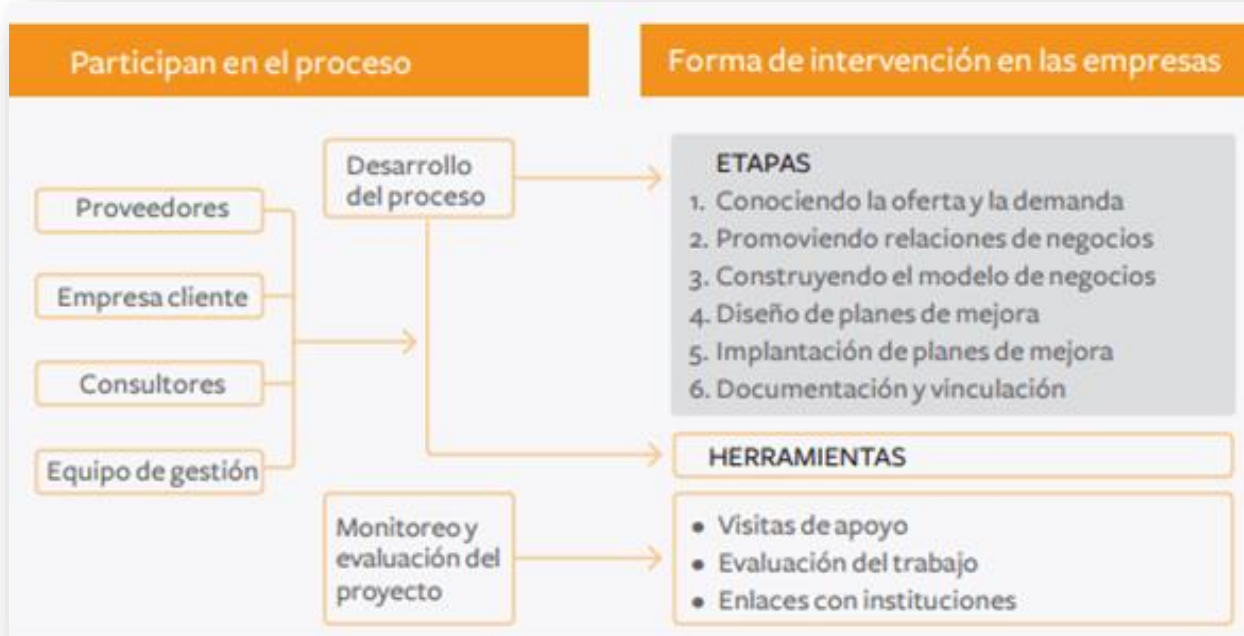 Participan en el proceso
Forma de intervención en las empresas
Proveedores
Empresa cliente
Consultores
Equipo de gestión
Desarrollo
del proceso
Monitoreo y
evaluación del
proyecto
ETAPAS
1. Conociendo la oferta y la demanda
2. Promoviendo relaciones de negocios
3. Construyendo el modelo de negocios
4. Diseño de planes de mejora
5. Implantación de planes de mejora
6. Documentación y vinculación
HERRAMIENTAS
• Visitas de apoyo
• Evaluación del trabajo
• Enlaces con instituciones